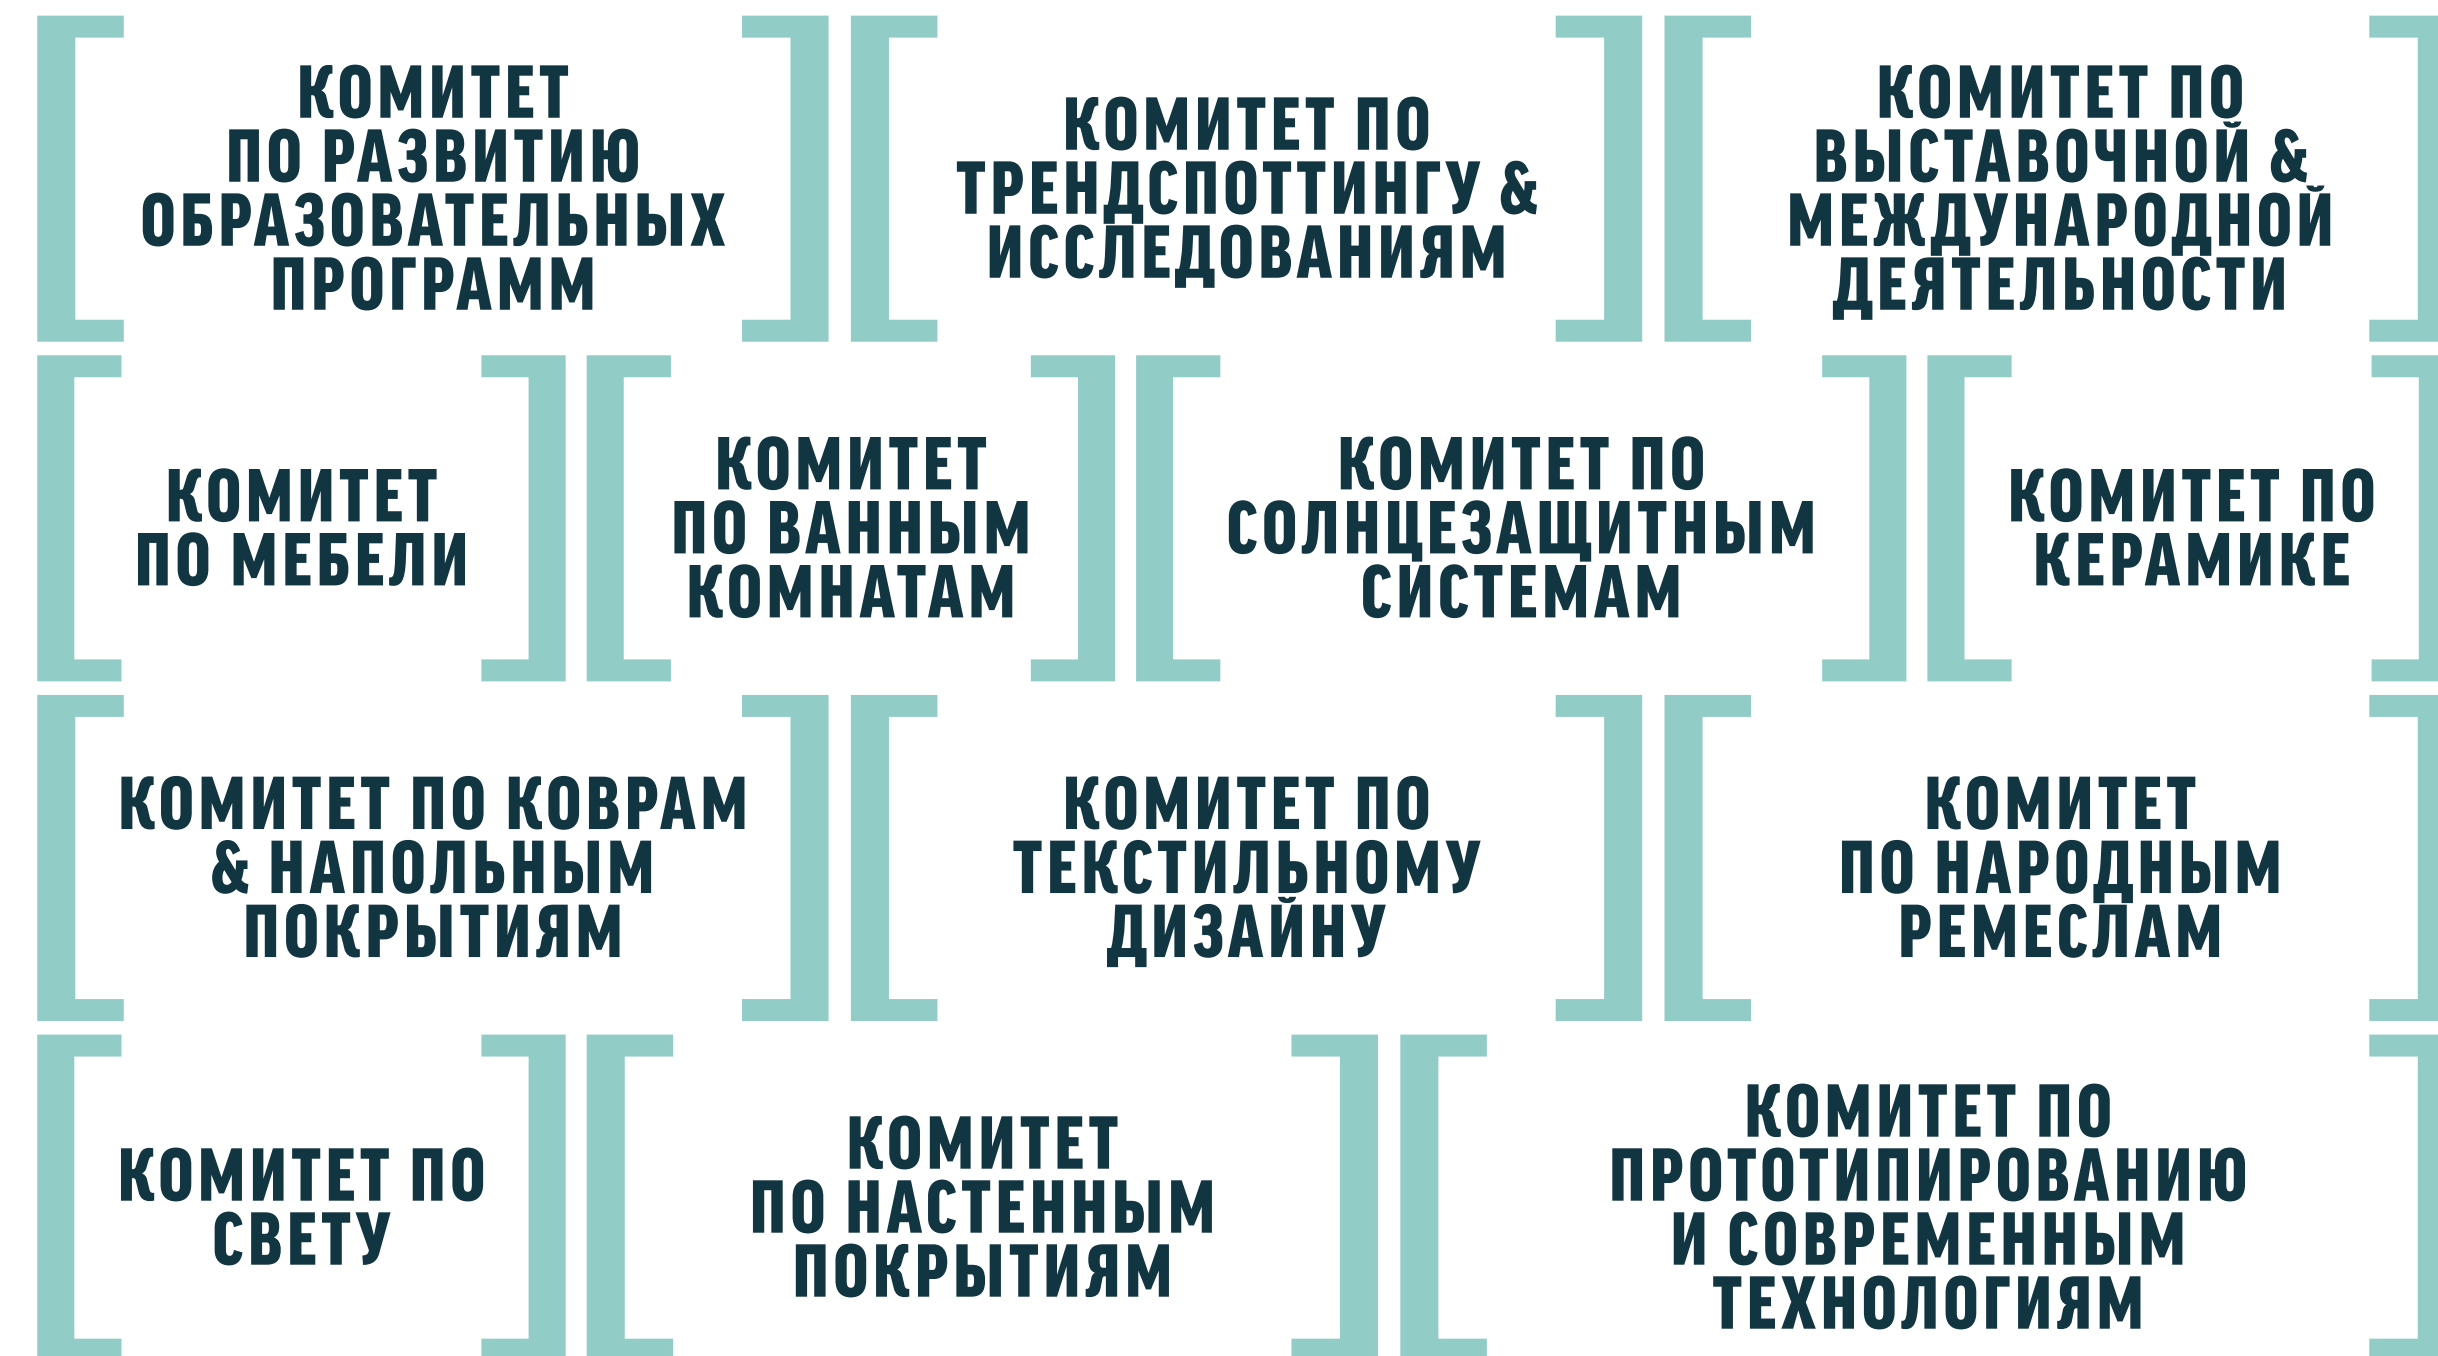 КОМИТЕТ
ПО РАЗВИТИЮ
ОБРАЗОВАТЕЛЬНЫХ
ПРОГРАММ
КОМИТЕТ ПО
ТРЕНДСПОТТИНГУ &
ИССЛЕДОВАНИЯМ
КОМИТЕТ ПО
ВЫСТАВОЧНОЙ &
МЕЖДУНАРОДНОЙ
ДЕЯТЕЛЬНОСТИ
КОМИТЕТ
ПО МЕБЕЛИ
КОМИТЕТ
ПО ВАННЫМ
КОМНАТАМ
КОМИТЕТ ПО
СОЛНЦЕЗАЩИТНЫМ
СИСТЕМАМ
КОМИТЕТ ПО
КЕРАМИКЕ
КОМИТЕТ ПО КОВРАМ
& НАПОЛЬНЫМ
ПОКРЫТИЯМ
КОМИТЕТ ПО
ТЕКСТИЛЬНОМУ
ДИЗАЙНУ
КОМИТЕТ
ПО НАРОДНЫМ
РЕМЕСЛАМ
КОМИТЕТ ПО
СВЕТУ
КОМИТЕТ
ПО НАСТЕННЫМ
ПОКРЫТИЯМ
КОМИТЕТ ПО
ПРОТОТИПИРОВАНИЮ
И СОВРЕМЕННЫМ
ТЕХНОЛОГИЯМ